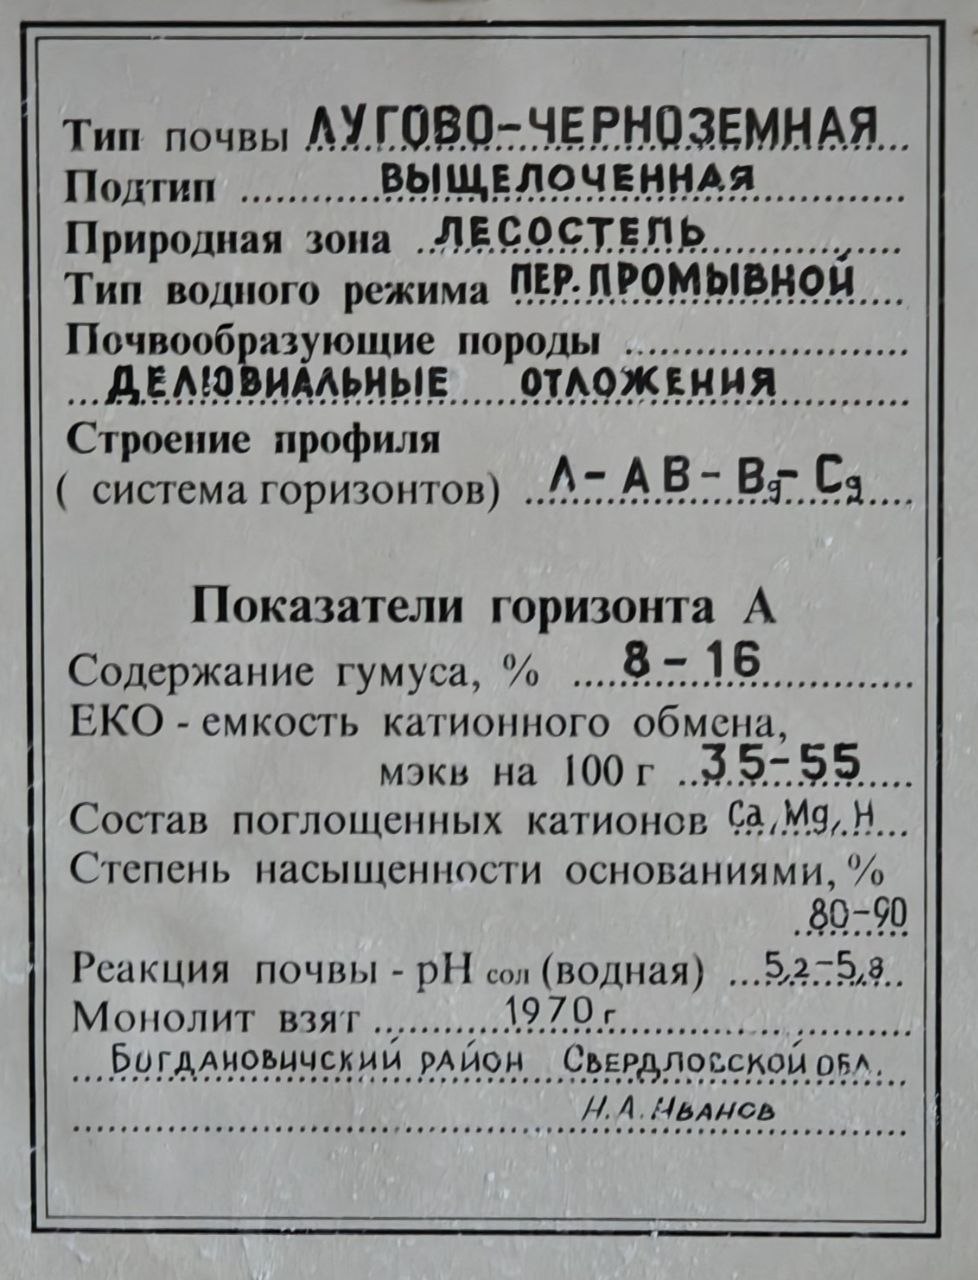 Тип почвы ЛУГОВО-ЧЕРНОЗЕМНАЯ
Подтип ВЫЩЕЛОЧЕННАЯ
Природная зона ЛЕСОСТЕПЬ
Тип водного режима ПЕР. ПРОМЫВНОЙ
Почвообразующие породы
ДЕЛЮВИАЛЬНЫЕ ОТЛОЖЕНИЯ
Строение профиля
( система горизонтов) А - АВ - Вg - Сg
Показатели горизонта А
Содержание гумуса, % 8 - 16
ЕКО - емкость катионного обмена,
мэкв на 100 г 35-55
Состав поглощенных катионов Ca, Mg, H
Степень насыщенности основаниями, %
80-90
Реакция почвы - pH сол (водная) 5,2-5,8
Монолит взят 1970 г
БОГДАНОВИЧСКИЙ РАЙОН СВЕРДЛОВСКОЙ ОБЛ.
Н.А. ИВАНОВ